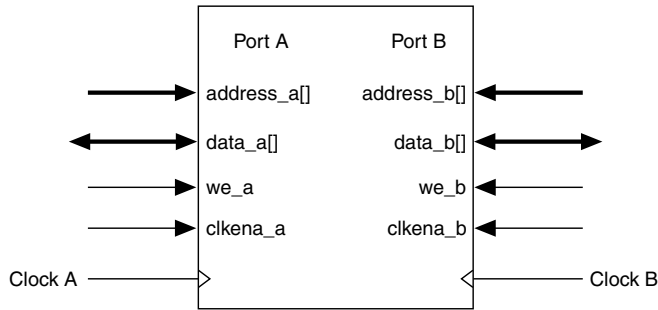 Port A Port B
address_a[] address_b[]
data_a[] data_b[]
we_a we_b
clkena_a clkena_b
Clock A Clock B